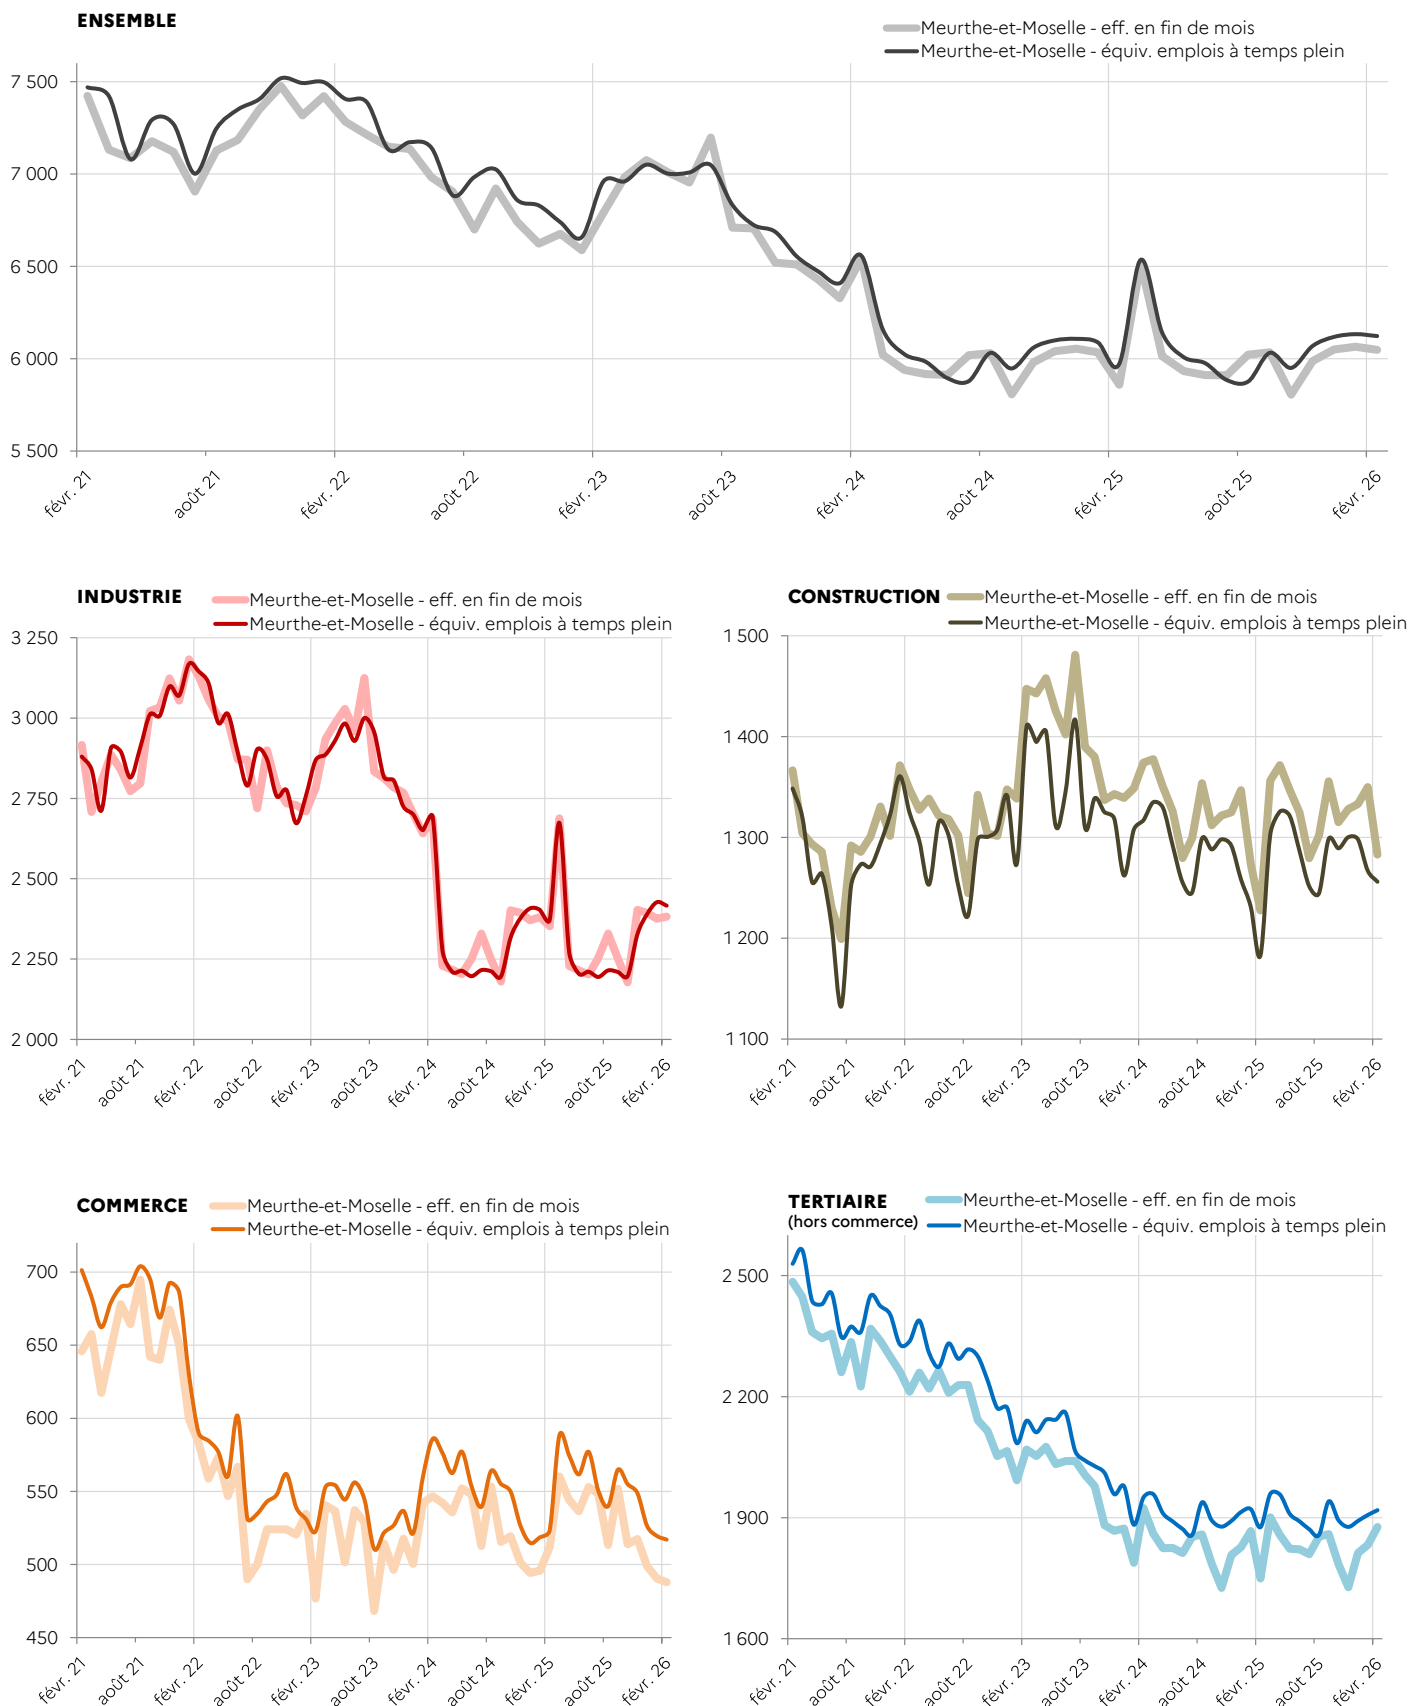 ENSEMBLE
Meurthe-et-Moselle - eff. en fin de mois
Meurthe-et-Moselle - équiv. emplois à temps plein
7 500
7 000
6 500
6 000
5 500
févr. 21
août 21
févr. 22
août 22
févr. 23
août 23
févr. 24
août 24
févr. 25
août 25
févr. 26
INDUSTRIE
Meurthe-et-Moselle - eff. en fin de mois
Meurthe-et-Moselle - équiv. emplois à temps plein
3 250
3 000
2 750
2 500
2 250
2 000
févr. 21
août 21
févr. 22
août 22
févr. 23
août 23
févr. 24
août 24
févr. 25
août 25
févr. 26
CONSTRUCTION
Meurthe-et-Moselle - eff. en fin de mois
Meurthe-et-Moselle - équiv. emplois à temps plein
1 500
1 400
1 300
1 200
1 100
févr. 21
août 21
févr. 22
août 22
févr. 23
août 23
févr. 24
août 24
févr. 25
août 25
févr. 26
COMMERCE
Meurthe-et-Moselle - eff. en fin de mois
Meurthe-et-Moselle - équiv. emplois à temps plein
700
650
600
550
500
450
févr. 21
août 21
févr. 22
août 22
févr. 23
août 23
févr. 24
août 24
févr. 25
août 25
févr. 26
TERTIAIRE
(hors commerce)
Meurthe-et-Moselle - eff. en fin de mois
Meurthe-et-Moselle - équiv. emplois à temps plein
2 500
2 200
1 900
1 600
févr. 21
août 21
févr. 22
août 22
févr. 23
août 23
févr. 24
août 24
févr. 25
août 25
févr. 26